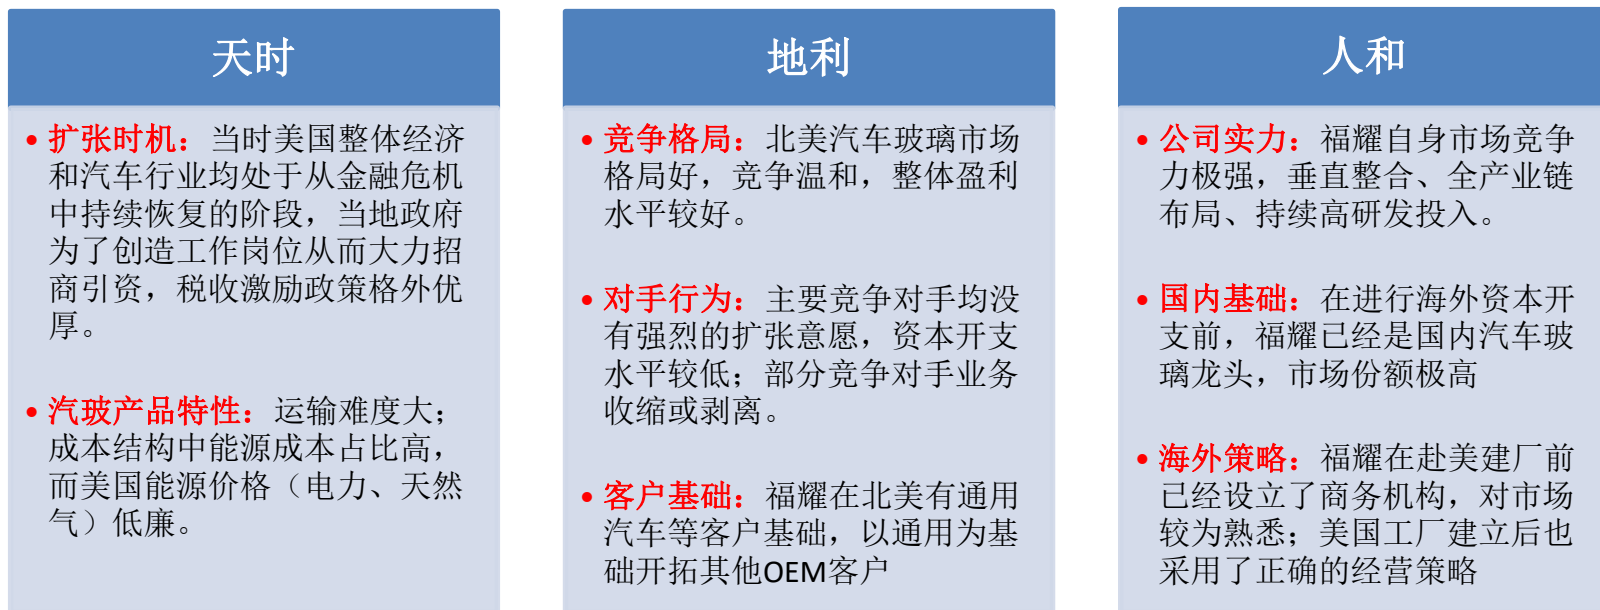 天时
• 扩张时机：当时美国整体经济
和汽车行业均处于从金融危机
中持续恢复的阶段，当地政府
为了创造工作岗位从而大力招
商引资，税收激励政策格外优
厚。
• 汽玻产品特性：运输难度大；
成本结构中能源成本占比高，
而美国能源价格（电力、天然
气）低廉。
地利
• 竞争格局：北美汽车玻璃市场
格局好，竞争温和，整体盈利
水平较好。
• 对手行为：主要竞争对手均没
有强烈的扩张意愿，资本开支
水平较低；部分竞争对手业务
收缩或剥离。
• 客户基础：福耀在北美有通用
汽车等客户基础，以通用为基
础开拓其他OEM客户
人和
• 公司实力：福耀自身市场竞争
力极强，垂直整合、全产业链
布局、持续高研发投入。
• 国内基础：在进行海外资本开
支前，福耀已经是国内汽车玻
璃龙头，市场份额极高
• 海外策略：福耀在赴美建厂前
已经设立了商务机构，对市场
较为熟悉；美国工厂建立后也
采用了正确的经营策略